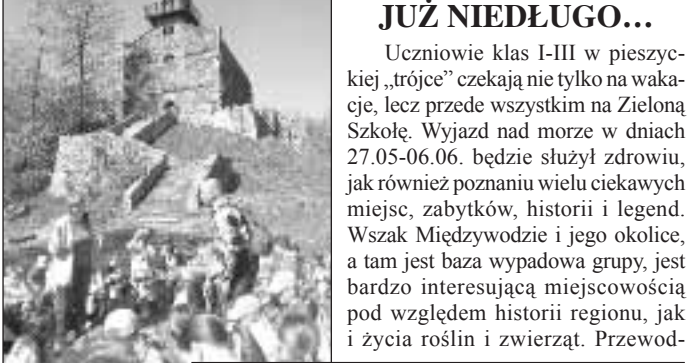 JUŻ NIEDŁUGO...
Uczniowie klas I-III w pieszyc-
kiej „trójce” czekają nie tylko na waka-
cje, lecz przede wszystkim na Zieloną
Szkołę. Wyjazd nad morze w dniach
27.05-06.06. będzie służył zdrowiu,
jak również poznaniu wielu ciekawych
miejsc, zabytków, historii i legend.
Wszak Międzywodzie i jego okolice,
a tam jest baza wypadowa grupy, jest
bardzo interesującą miejscowością
pod względem historii regionu, jak
i życia roślin i zwierząt. Przewod-